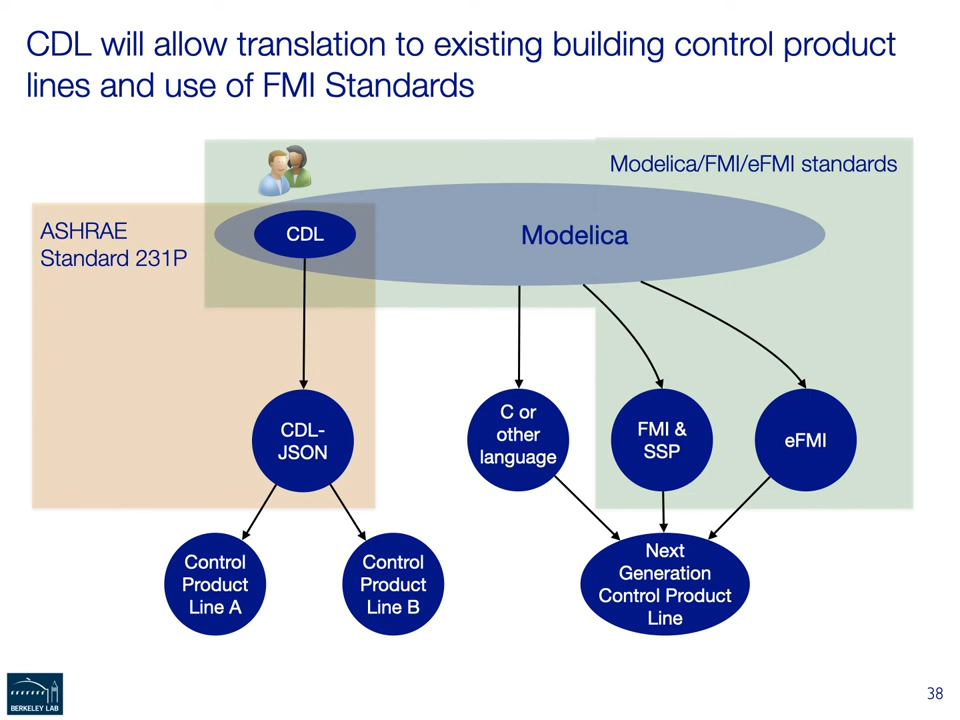 CDL will allow translation to existing building control product
lines and use of FMI Standards
Modelica/FMI/eFMI standards
ASHRAE
Standard 231P
CDL
Modelica
CDL-
JSON
C or
other
language
FMI &
SSP
eFMI
Control
Product
Line A
Control
Product
Line B
Next
Generation
Control Product
Line
BERKELEY LAB
38